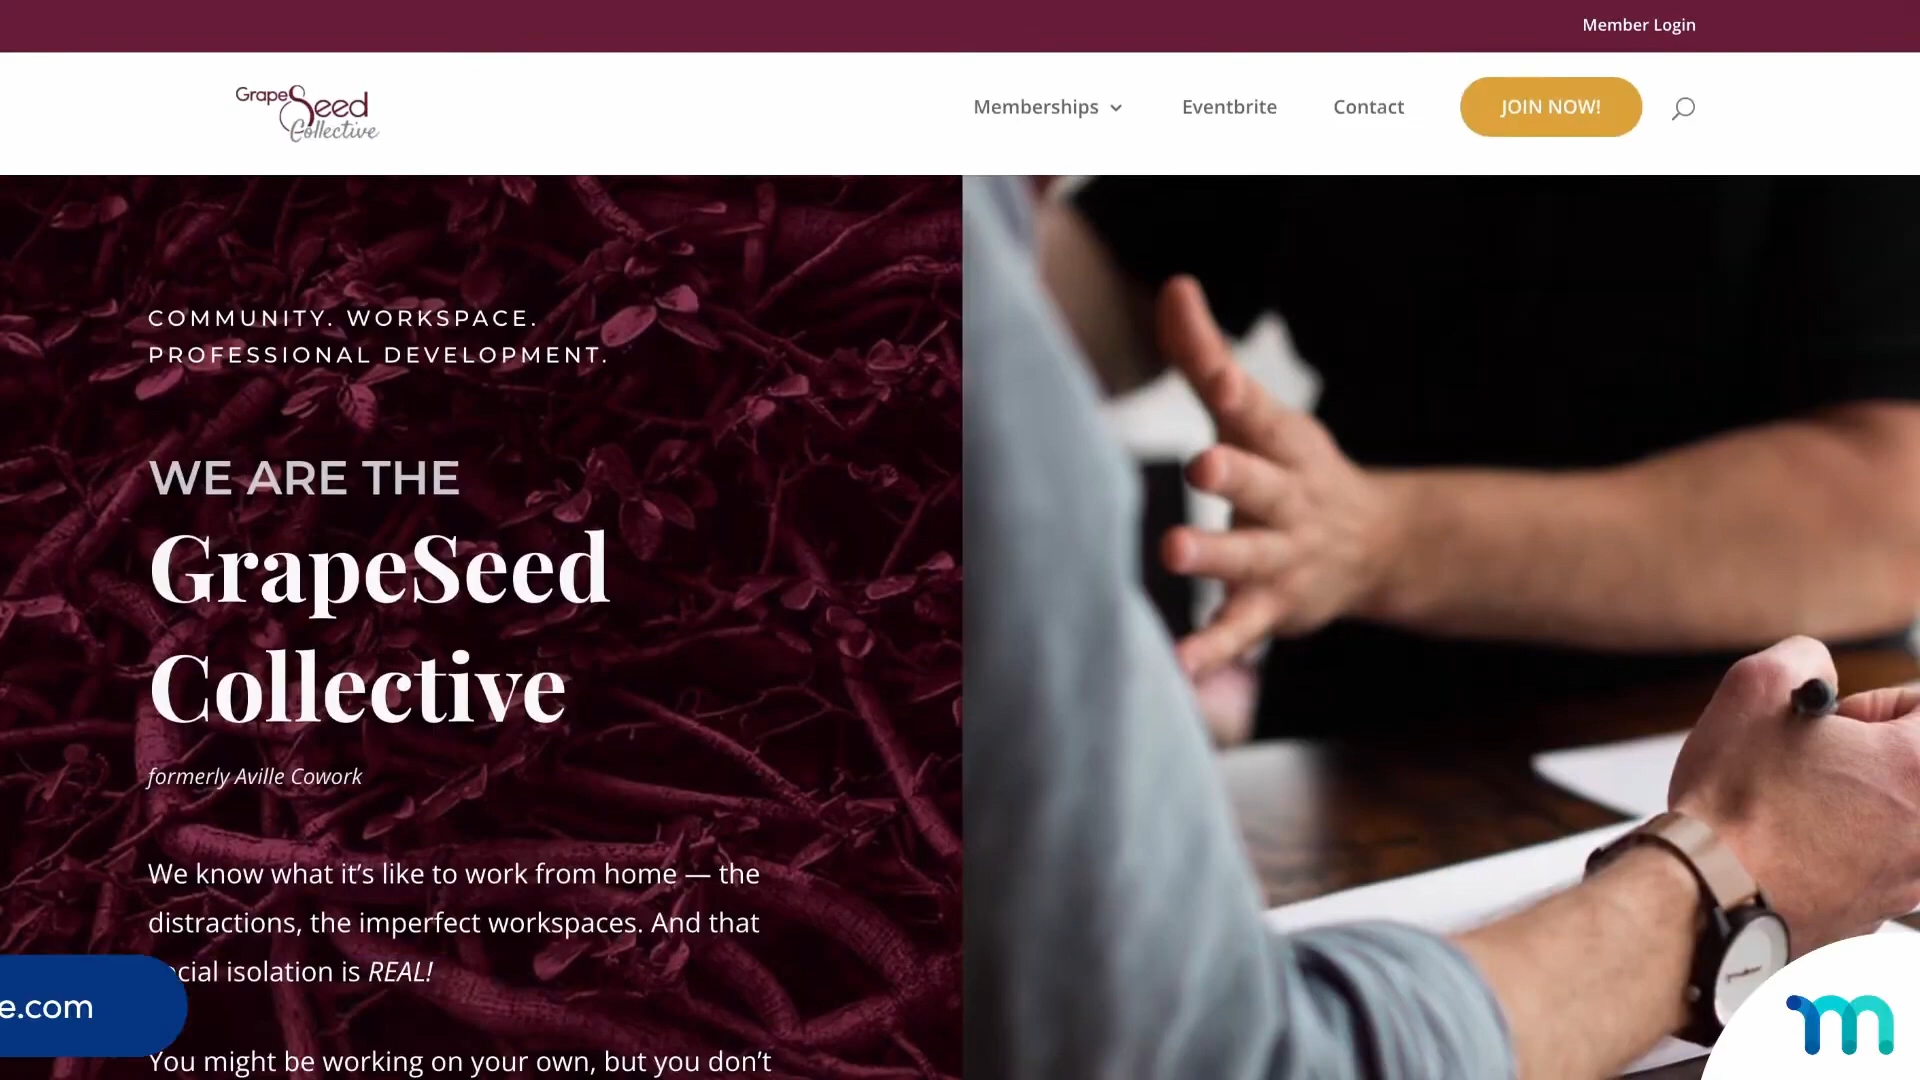 Member Login
GrapeSeed
Collective
Memberships
Eventbrite
Contact
JOIN NOW!
COMMUNITY. WORKSPACE.
PROFESSIONAL DEVELOPMENT.
WE ARE THE
GrapeSeed
Collective
formerly Aville Cowork
We know what it’s like to work from home — the
distractions, the imperfect workspaces. And that
cial isolation is REAL!
e.com
You might be working on your own, but you don’t
m